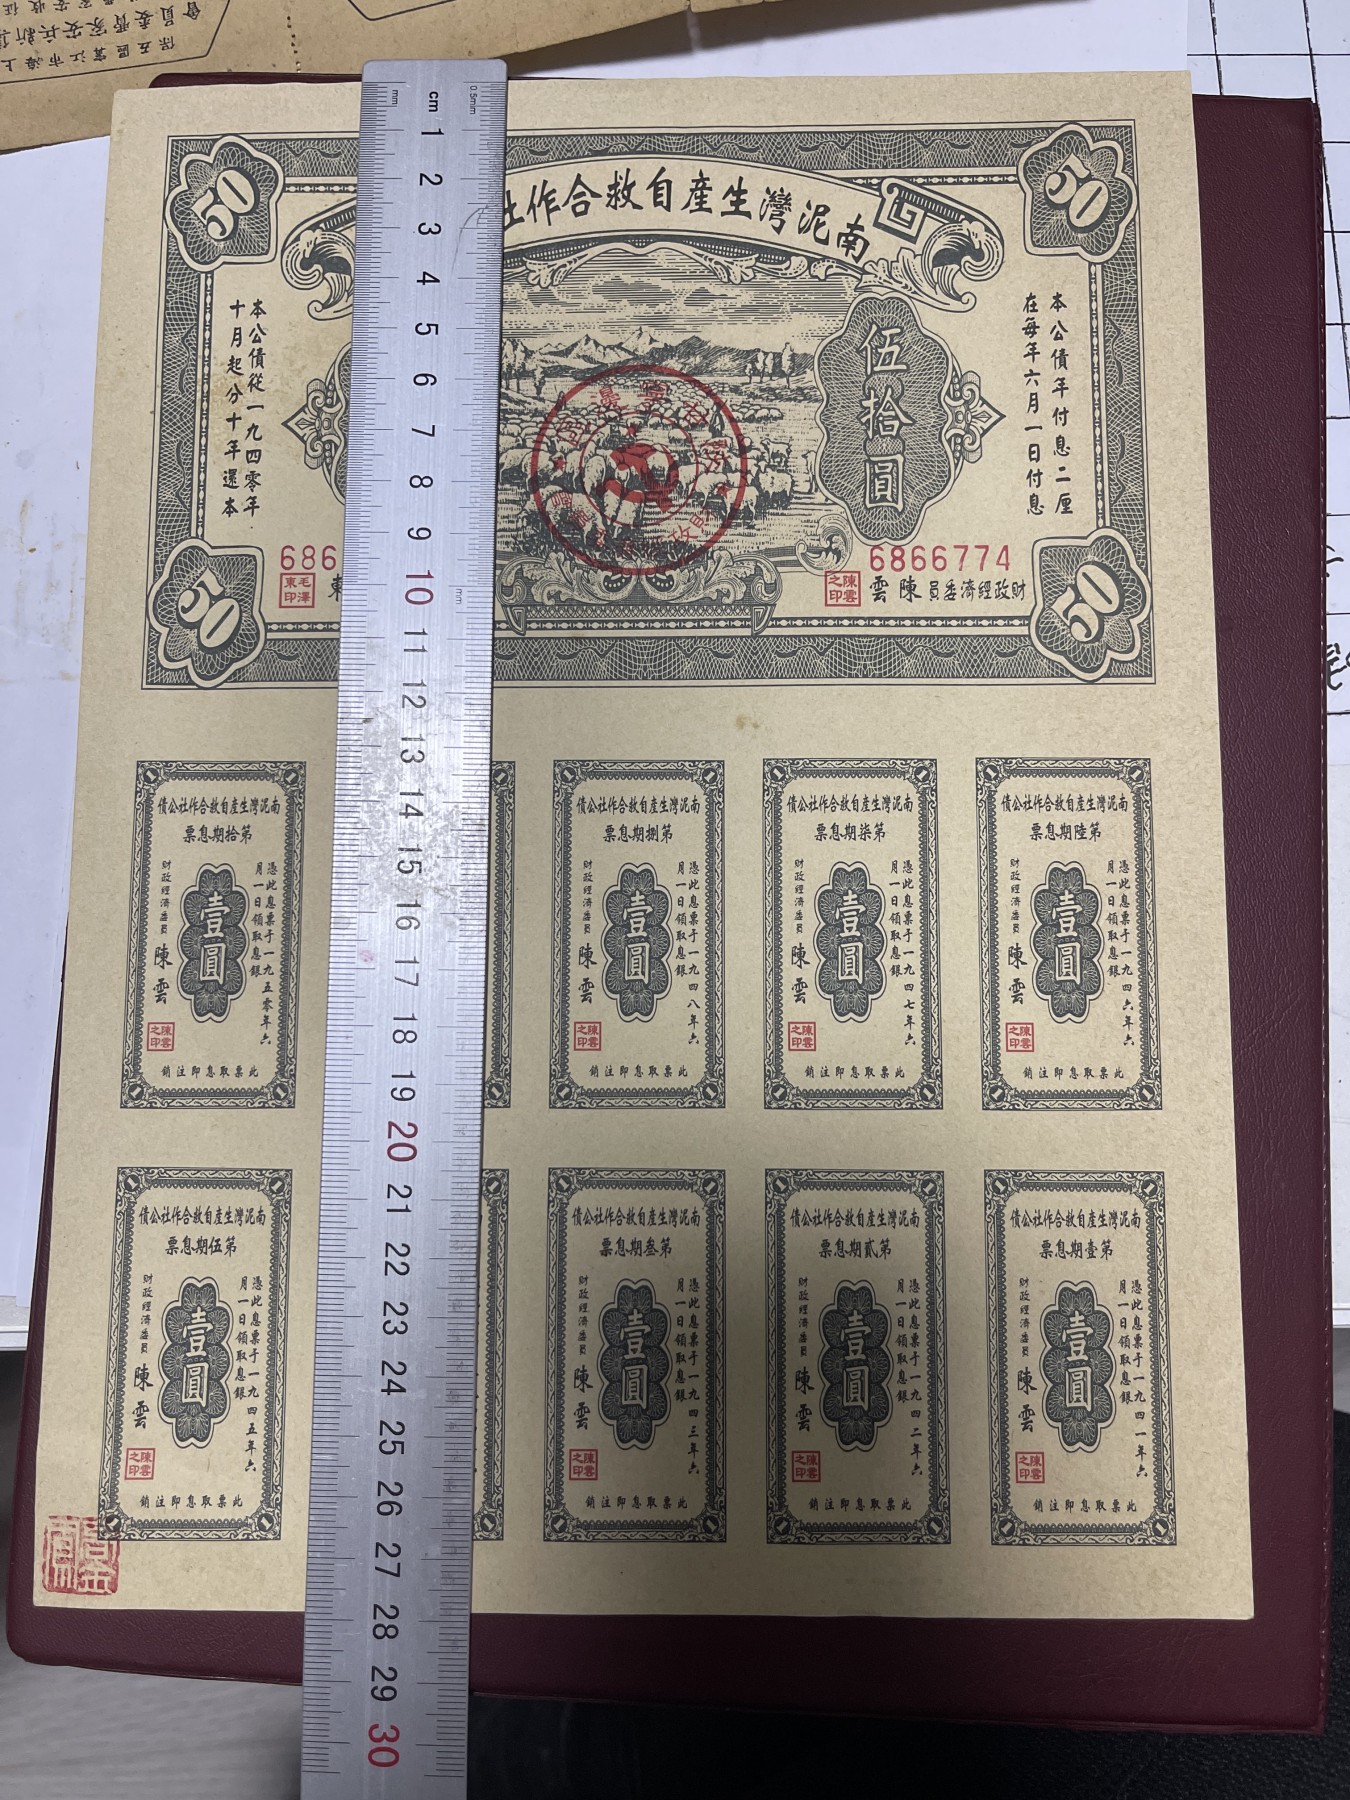 上海市江寗區五保
南泥灣生產自救合作社
50
50
本公債年付息二厘
在每年六月一日付息
伍拾圓
本公債從一九四零年
十月起分十年還本
6866774
686
財政經濟委員 陳雲
陳雲之印
毛澤東印
50
50
南泥灣生產自救合作社公債
第陸期息票
憑此息票于一九四六年六
月一日領取息銀
壹圓
財政經濟委員 陳雲
陳雲之印
此票取息即注銷
南泥灣生產自救合作社公債
第柒期息票
憑此息票于一九四七年六
月一日領取息銀
壹圓
財政經濟委員 陳雲
陳雲之印
此票取息即注銷
南泥灣生產自救合作社公債
第捌期息票
憑此息票于一九四八年六
月一日領取息銀
壹圓
財政經濟委員 陳雲
陳雲之印
此票取息即注銷
南泥灣生產自救合作社公債
第拾期息票
憑此息票于一九五零年六
月一日領取息銀
壹圓
財政經濟委員 陳雲
陳雲之印
此票取息即注銷
南泥灣生產自救合作社公債
第壹期息票
憑此息票于一九四一年六
月一日領取息銀
壹圓
財政經濟委員 陳雲
陳雲之印
此票取息即注銷
南泥灣生產自救合作社公債
第貳期息票
憑此息票于一九四二年六
月一日領取息銀
壹圓
財政經濟委員 陳雲
陳雲之印
此票取息即注銷
南泥灣生產自救合作社公債
第叁期息票
憑此息票于一九四三年六
月一日領取息銀
壹圓
財政經濟委員 陳雲
陳雲之印
此票取息即注銷
南泥灣生產自救合作社公債
第伍期息票
憑此息票于一九四五年六
月一日領取息銀
壹圓
財政經濟委員 陳雲
陳雲之印
此票取息即注銷
mm cm 0.5mm
1
2
3
4
5
6
7
8
9
10
mm
11
12
13
14
15
16
17
18
19
20
21
22
23
24
25
26
27
28
29
30